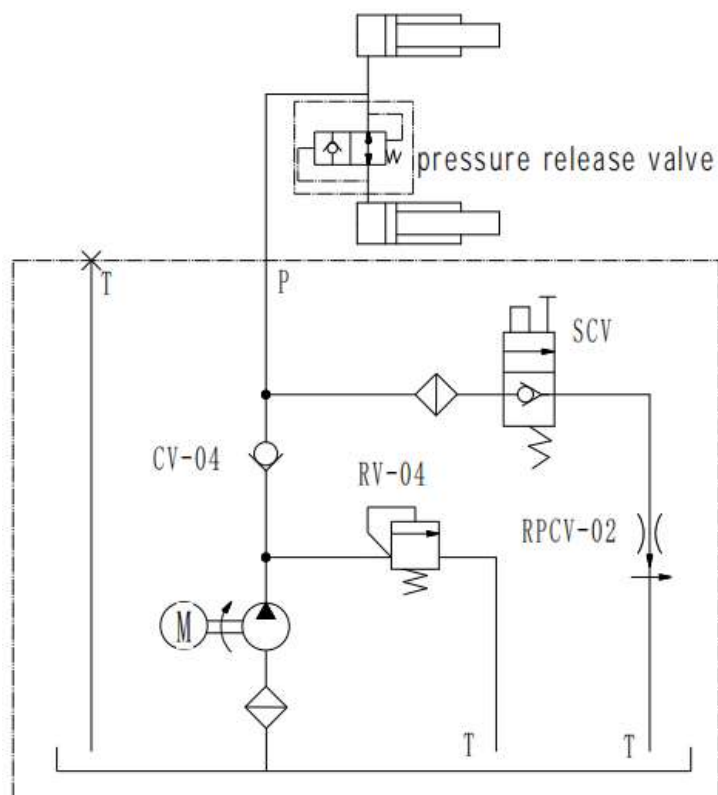 pressure release valve
T
P
SCV
CV-04
RV-04
RPCV-02
M
T
T